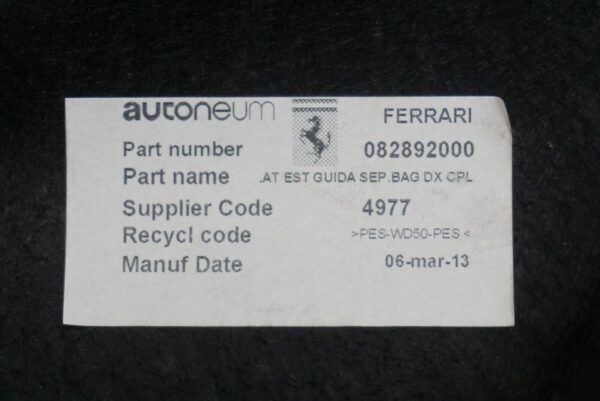 autoneum FERRARI
Part number 082892000
Part name .AT EST GUIDA SEP.BAG DX CPL
Supplier Code 4977
Recycl code >PES-WD50-PES<
Manuf Date 06-mar-13